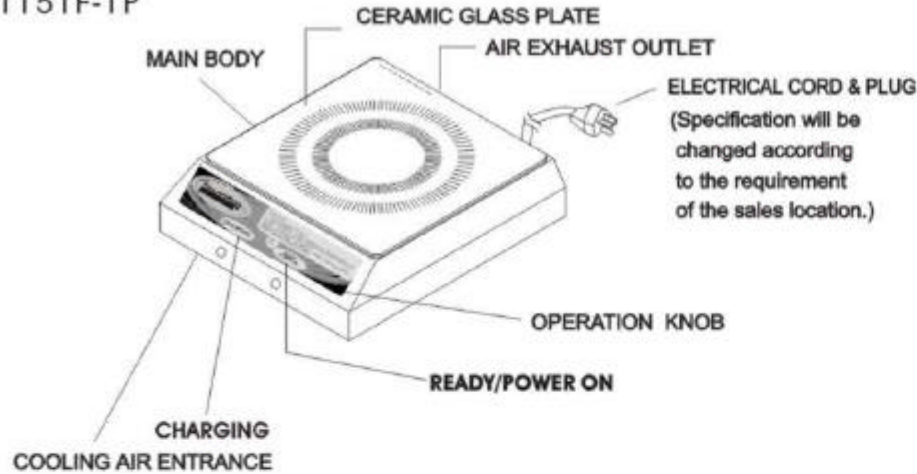 CERAMIC GLASS PLATE
MAIN BODY
AIR EXHAUST OUTLET
ELECTRICAL CORD & PLUG
(Specification will be
changed according
to the requirement
of the sales location.)
OPERATION KNOB
READY/POWER ON
CHARGING
COOLING AIR ENTRANCE